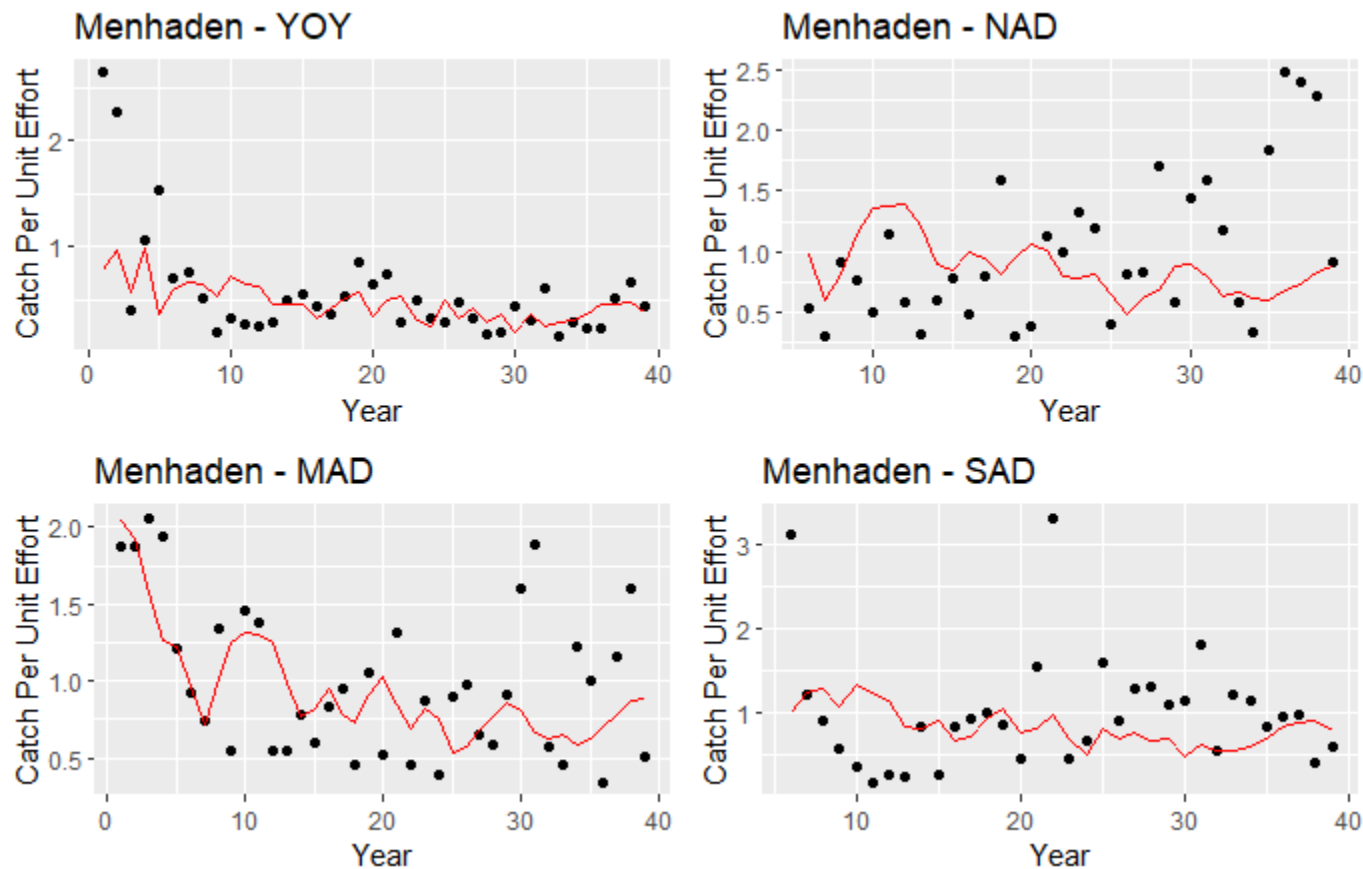 Menhaden - YOY
Catch Per Unit Effort
2
1
0
10
20
30
40
Year
Menhaden - NAD
Catch Per Unit Effort
2.5
2.0
1.5
1.0
0.5
10
20
30
40
Year
Menhaden - MAD
Catch Per Unit Effort
2.0
1.5
1.0
0.5
0
10
20
30
40
Year
Menhaden - SAD
Catch Per Unit Effort
3
2
1
10
20
30
40
Year